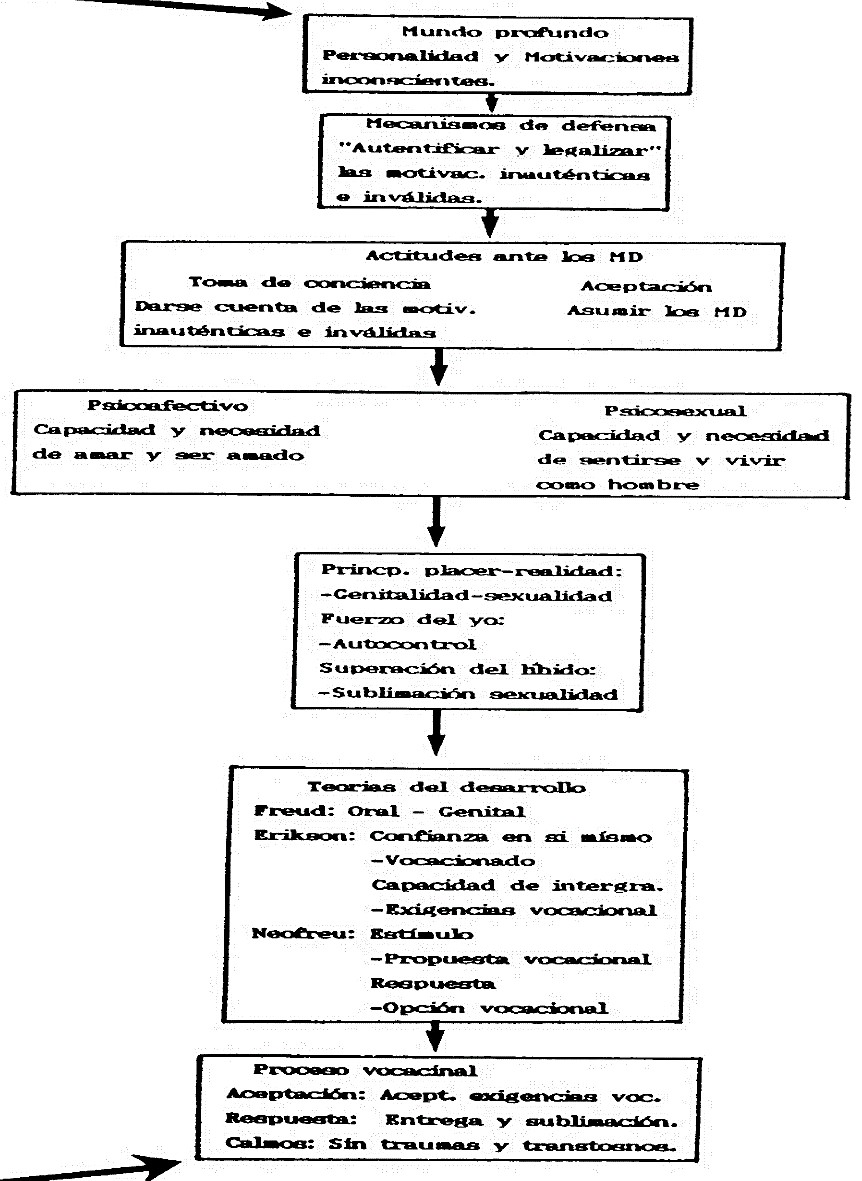 Mundo profundo
Personalidad y Motivaciones
inconscientes.
Mecanismos de defensa
"Autentificar y legalizar"
las motivac. inauténticas
e inválidas.
Actitudes ante los MD
Toma de conciencia
Darse cuenta de las motiv.
inauténticas e inválidas
Aceptación
Asumir los MD
Psicoafectivo
Capacidad y necesidad
de amar y ser amado
Psicosexual
Capacidad y necesidad
de sentirse v vivir
como hombre
Princp. placer-realidad:
-Genitalidad-sexualidad
Fuerzo del yo:
-Autocontrol
Superación del líbido:
-Sublimación sexualidad
Teorías del desarrollo
Freud: Oral - Genital
Erikson: Confianza en si mísmo
-Vocacionado
Capacidad de intergra.
-Exigencias vocacional
Neofreu: Estímulo
-Propuesta vocacional
Respuesta
-Opción vocacional
Proceso vocacinal
Aceptación: Acept. exigencias voc.
Respuesta: Entrega y sublimación.
Calmos: Sin traumas y transtosnos.